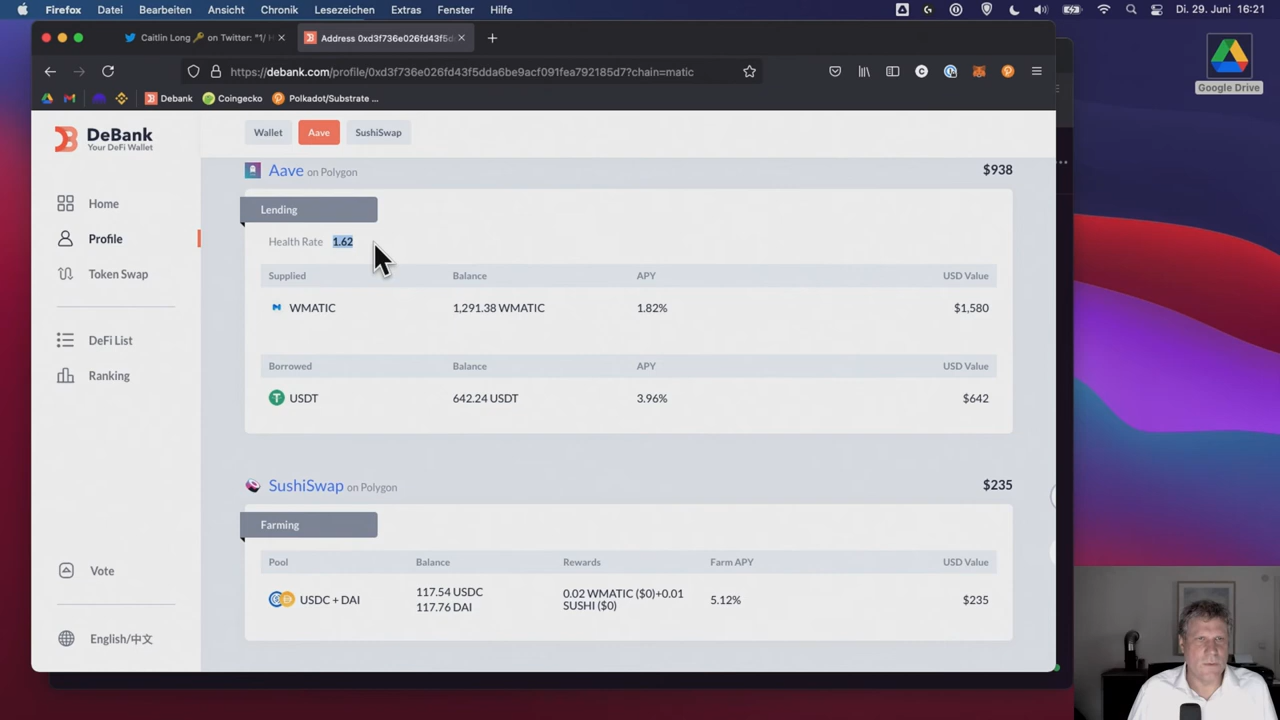 Firefox Datei Bearbeiten Ansicht Chronik Lesezeichen Extras Fenster Hilfe Di. 29. Juni 16:21
Caitlin Long 🔑 on Twitter: "1/ H
Address 0xd3f736e026fd43f5d
https://debank.com/profile/0xd3f736e026fd43f5dda6be9acf091fea792185d7?chain=matic
Debank Coingecko Polkadot/Substrate ...
Google Drive
DeBank
Your DeFi Wallet
Home
Profile
Token Swap
DeFi List
Ranking
Vote
English/中文
Wallet Aave SushiSwap
Aave on Polygon $938
Lending
Health Rate 1.62
Supplied Balance APY USD Value
WMATIC 1,291.38 WMATIC 1.82% $1,580
Borrowed Balance APY USD Value
USDT 642.24 USDT 3.96% $642
SushiSwap on Polygon $235
Farming
Pool Balance Rewards Farm APY USD Value
USDC + DAI 117.54 USDC 0.02 WMATIC ($0)+0.01 5.12% $235
117.76 DAI SUSHI ($0)